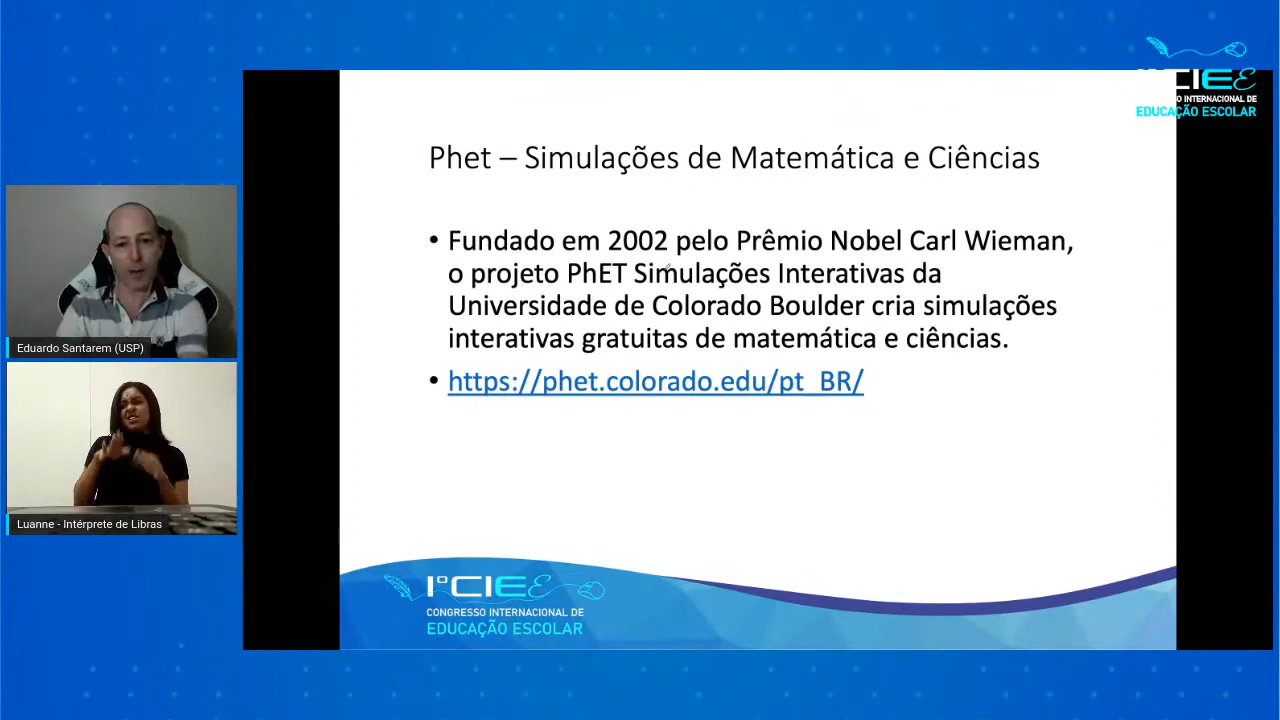 CIEE
O INTERNACIONAL DE
EDUCAÇÃO ESCOLAR
Phet – Simulações de Matemática e Ciências
• Fundado em 2002 pelo Prêmio Nobel Carl Wieman,
o projeto PhET Simulações Interativas da
Universidade de Colorado Boulder cria simulações
interativas gratuitas de matemática e ciências.
• https://phet.colorado.edu/pt_BR/
Eduardo Santarem (USP)
Luanne - Intérprete de Libras
1º CIEE
CONGRESSO INTERNACIONAL DE
EDUCAÇÃO ESCOLAR